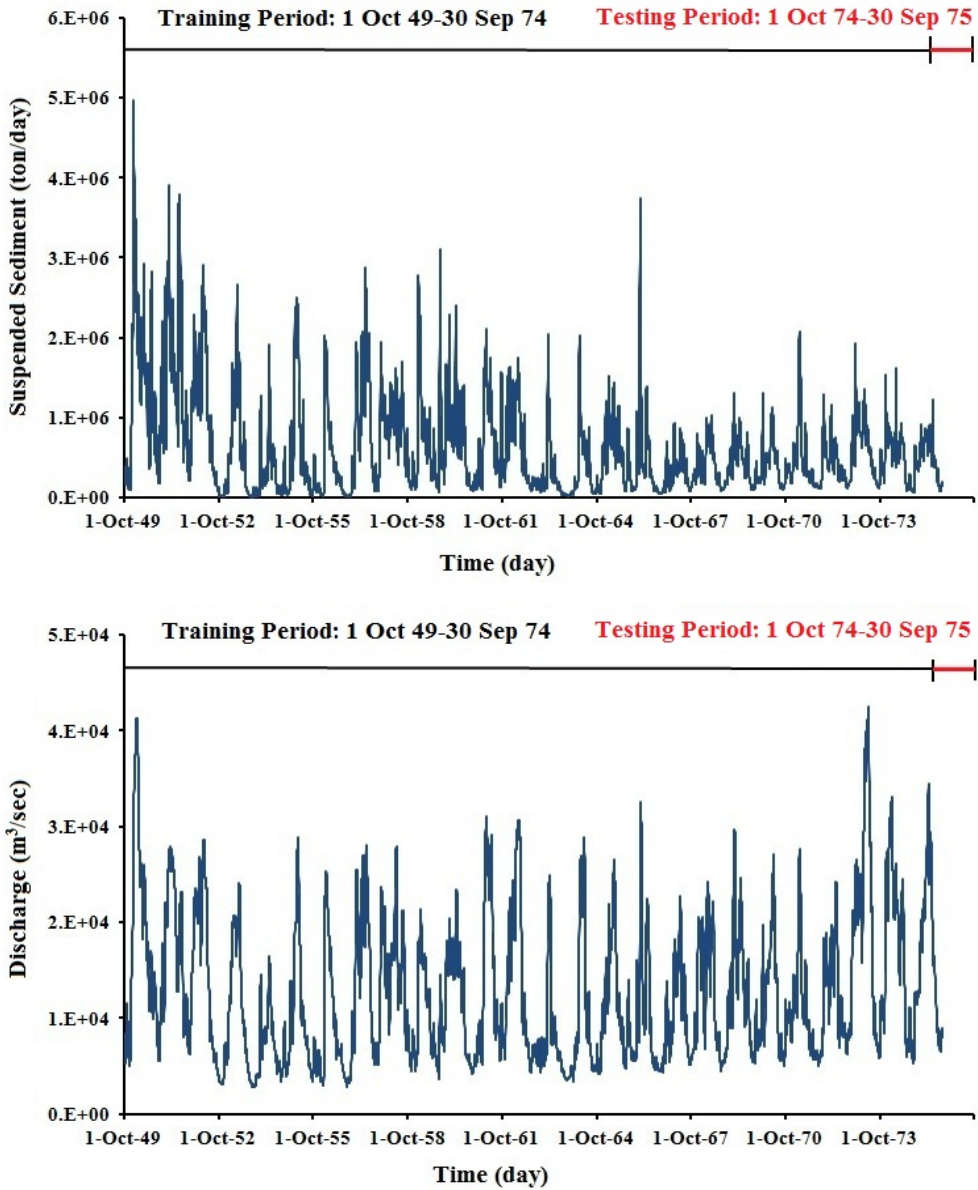 Training Period: 1 Oct 49-30 Sep 74 Testing Period: 1 Oct 74-30 Sep 75
6.E+06
5.E+06
4.E+06
3.E+06
2.E+06
1.E+06
0.E+00
Suspended Sediment (ton/day)
1-Oct-49 1-Oct-52 1-Oct-55 1-Oct-58 1-Oct-61 1-Oct-64 1-Oct-67 1-Oct-70 1-Oct-73
Time (day)
Training Period: 1 Oct 49-30 Sep 74 Testing Period: 1 Oct 74-30 Sep 75
5.E+04
4.E+04
3.E+04
2.E+04
1.E+04
0.E+00
Discharge (m³/sec)
1-Oct-49 1-Oct-52 1-Oct-55 1-Oct-58 1-Oct-61 1-Oct-64 1-Oct-67 1-Oct-70 1-Oct-73
Time (day)